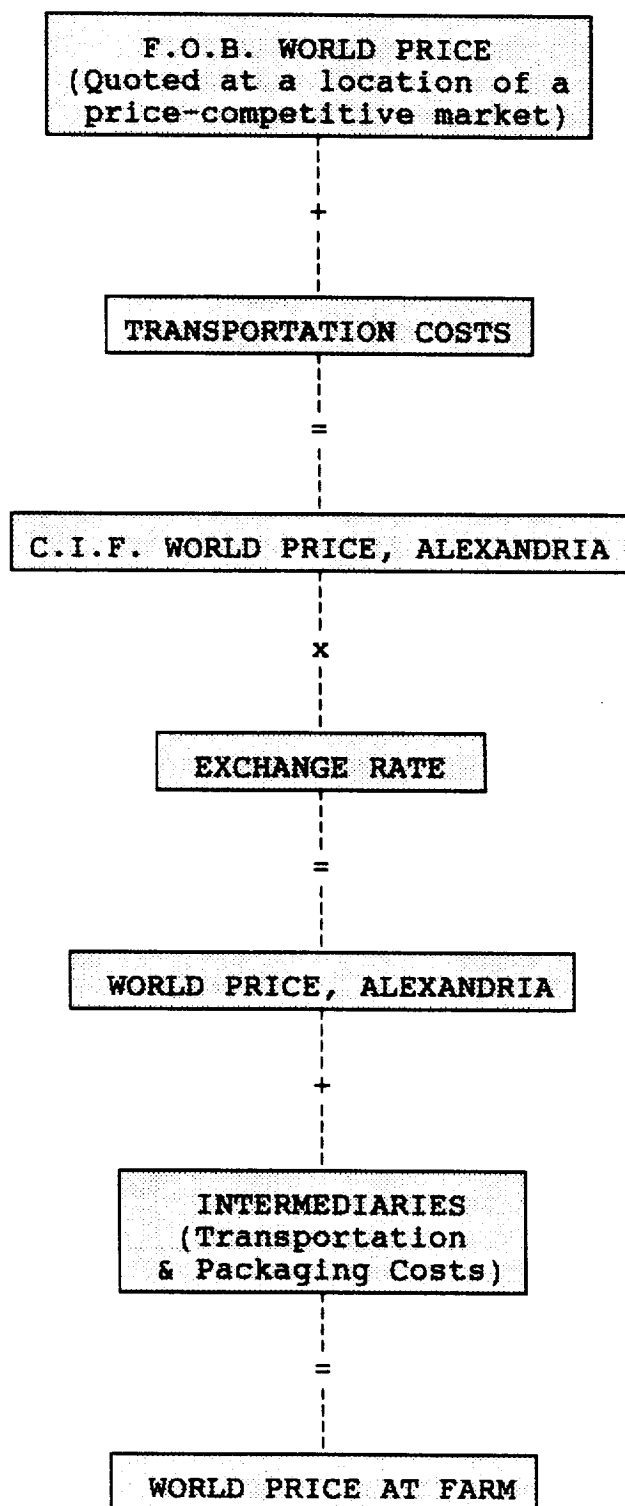 F.O.B. WORLD PRICE
(Quoted at a location of a
price-competitive market)
+
TRANSPORTATION COSTS
=
C.I.F. WORLD PRICE, ALEXANDRIA
x
EXCHANGE RATE
=
WORLD PRICE, ALEXANDRIA
+
INTERMEDIARIES
(Transportation
& Packaging Costs)
=
WORLD PRICE AT FARM